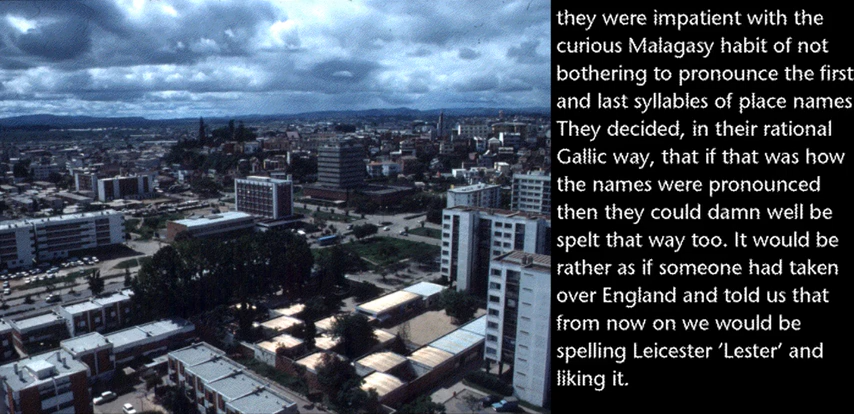 they were impatient with the
curious Malagasy habit of not
bothering to pronounce the first
and last syllables of place names
They decided, in their rational
Gallic way, that if that was how
the names were pronounced
then they could damn well be
spelt that way too. It would be
rather as if someone had taken
over England and told us that
from now on we would be
spelling Leicester ‘Lester’ and
liking it.